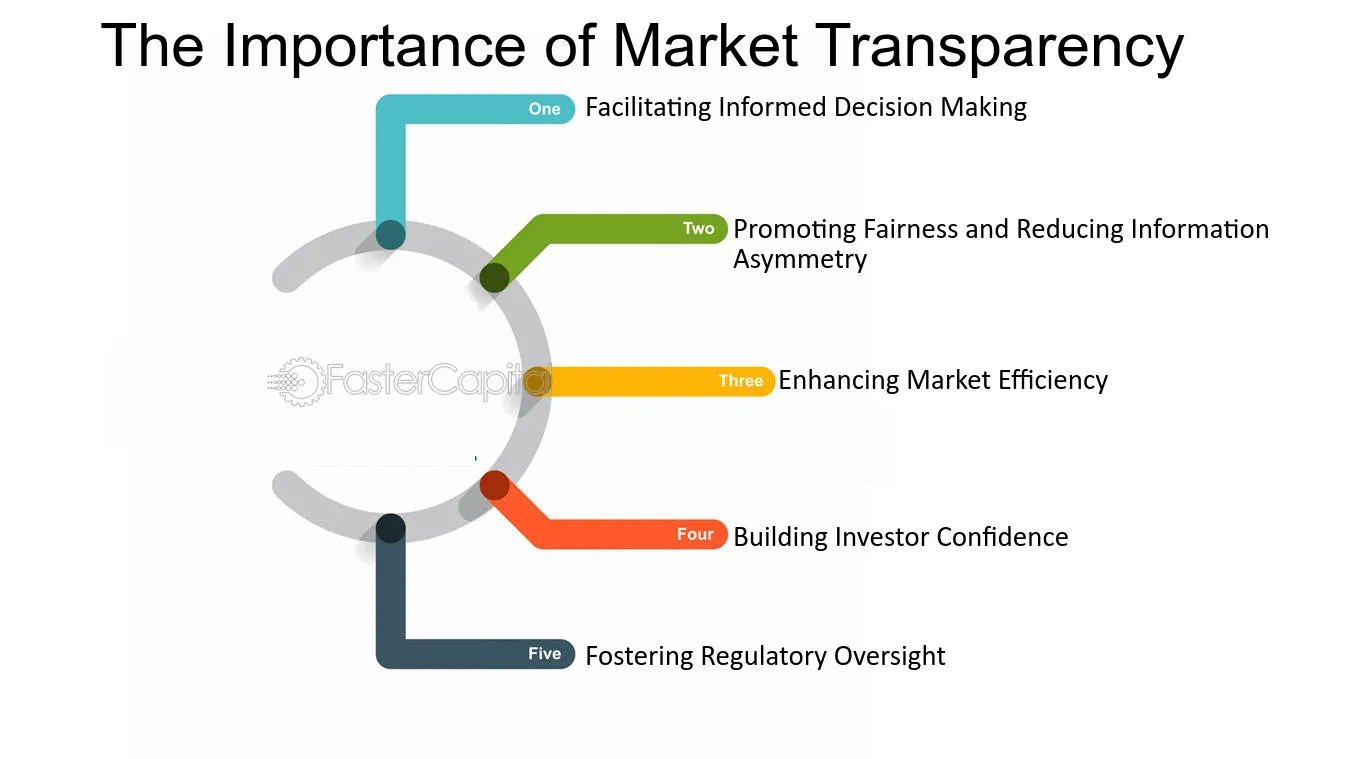 The Importance of Market Transparency
One
Facilitating Informed Decision Making
Two
Promoting Fairness and Reducing Information
Asymmetry
FasterCapital
Three
Enhancing Market Efficiency
Four
Building Investor Confidence
Five
Fostering Regulatory Oversight